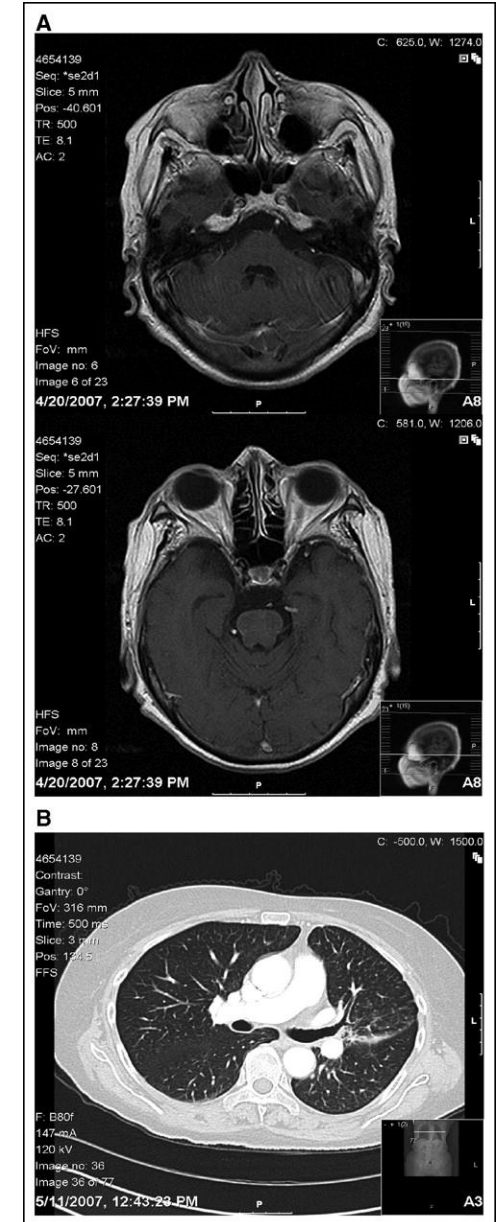 A
C: 625.0, W: 1274.0
4654139
Seq: *se2d1
Slice: 5 mm
Pos: -40.601
TR: 500
TE: 8.1
AC: 2
L
HFS
FoV: mm
Image no: 6
Image 6 of 23
4/20/2007, 2:27:39 PM
P
A8
C: 581.0, W: 1206.0
4654139
Seq: *se2d1
Slice: 5 mm
Pos: -27.601
TR: 500
TE: 8.1
AC: 2
L
HFS
FoV: mm
Image no: 8
Image 8 of 23
4/20/2007, 2:27:39 PM
P
A8
B
C: -500.0, W: 1500.0
4654139
Contrast:
Gantry: 0°
FoV: 316 mm
Time: 500 ms
Slice: 3 mm
Pos: 134.5
FFS
L
F: B80f
147 mA
120 kV
Image no: 36
Image 36 of 77
5/11/2007, 12:43:23 PM
P
77
L
A3